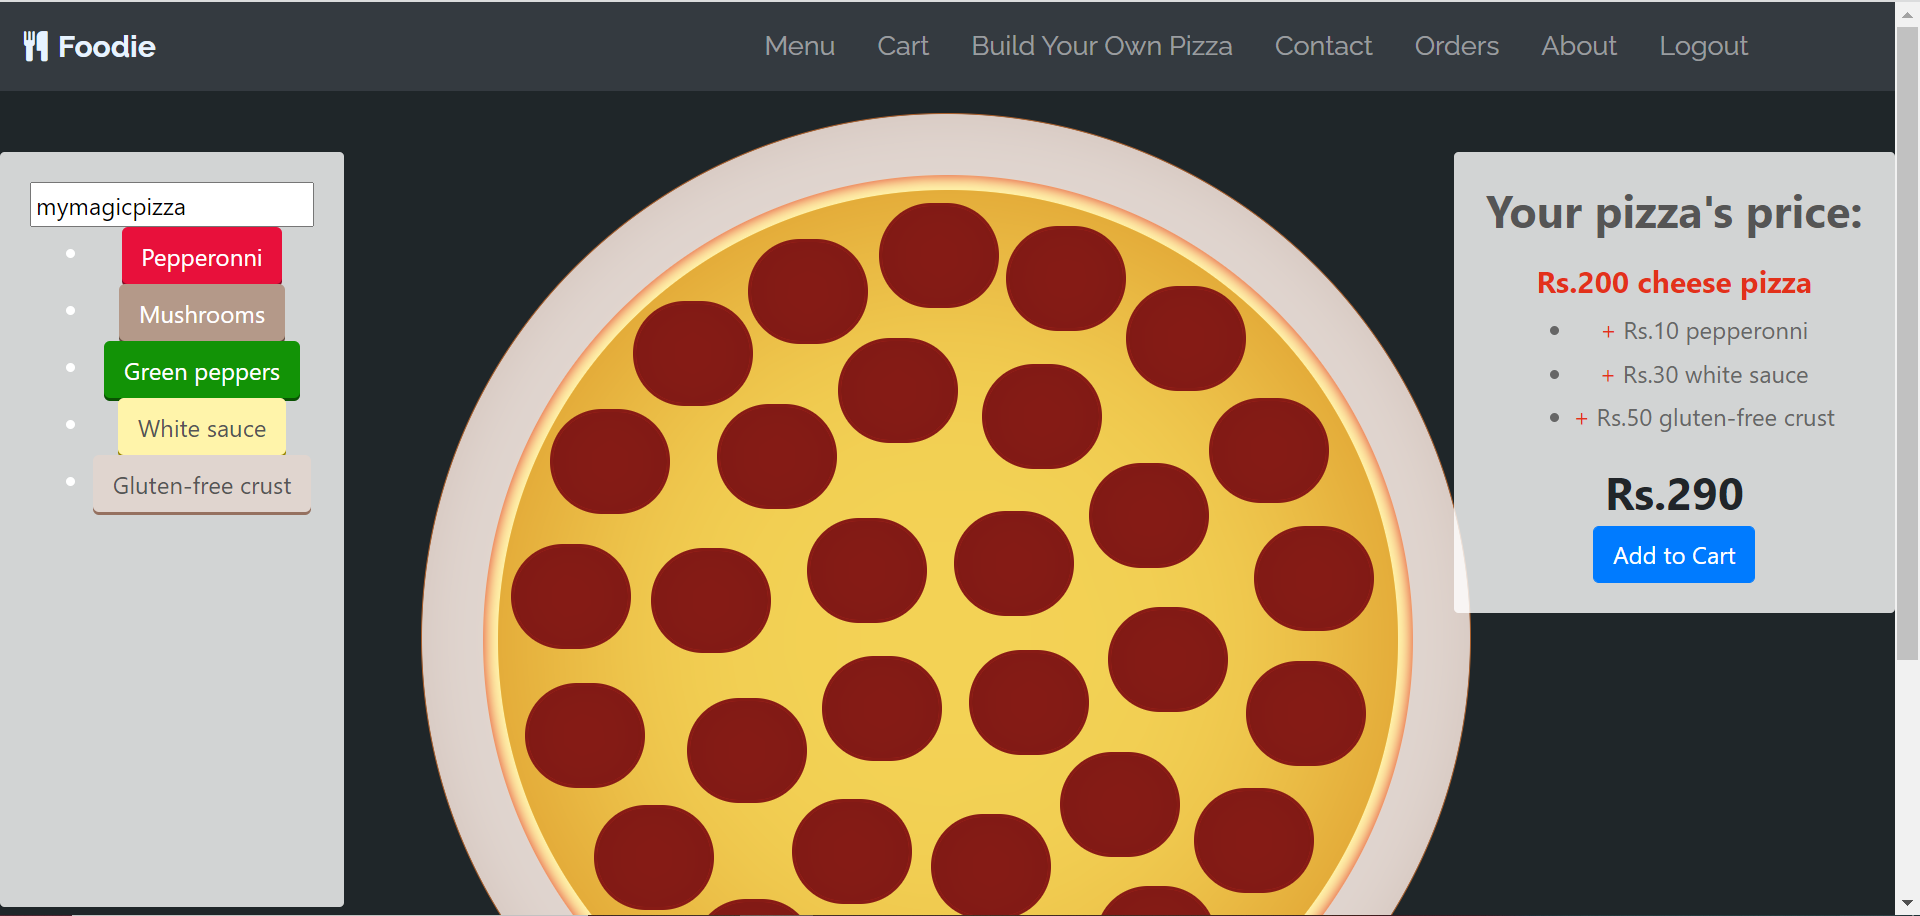 Foodie
Menu Cart Build Your Own Pizza Contact Orders About Logout
mymagicpizza
Pepperonni
Mushrooms
Green peppers
White sauce
Gluten-free crust
Your pizza's price:
Rs.200 cheese pizza
+ Rs.10 pepperonni
+ Rs.30 white sauce
+ Rs.50 gluten-free crust
Rs.290
Add to Cart